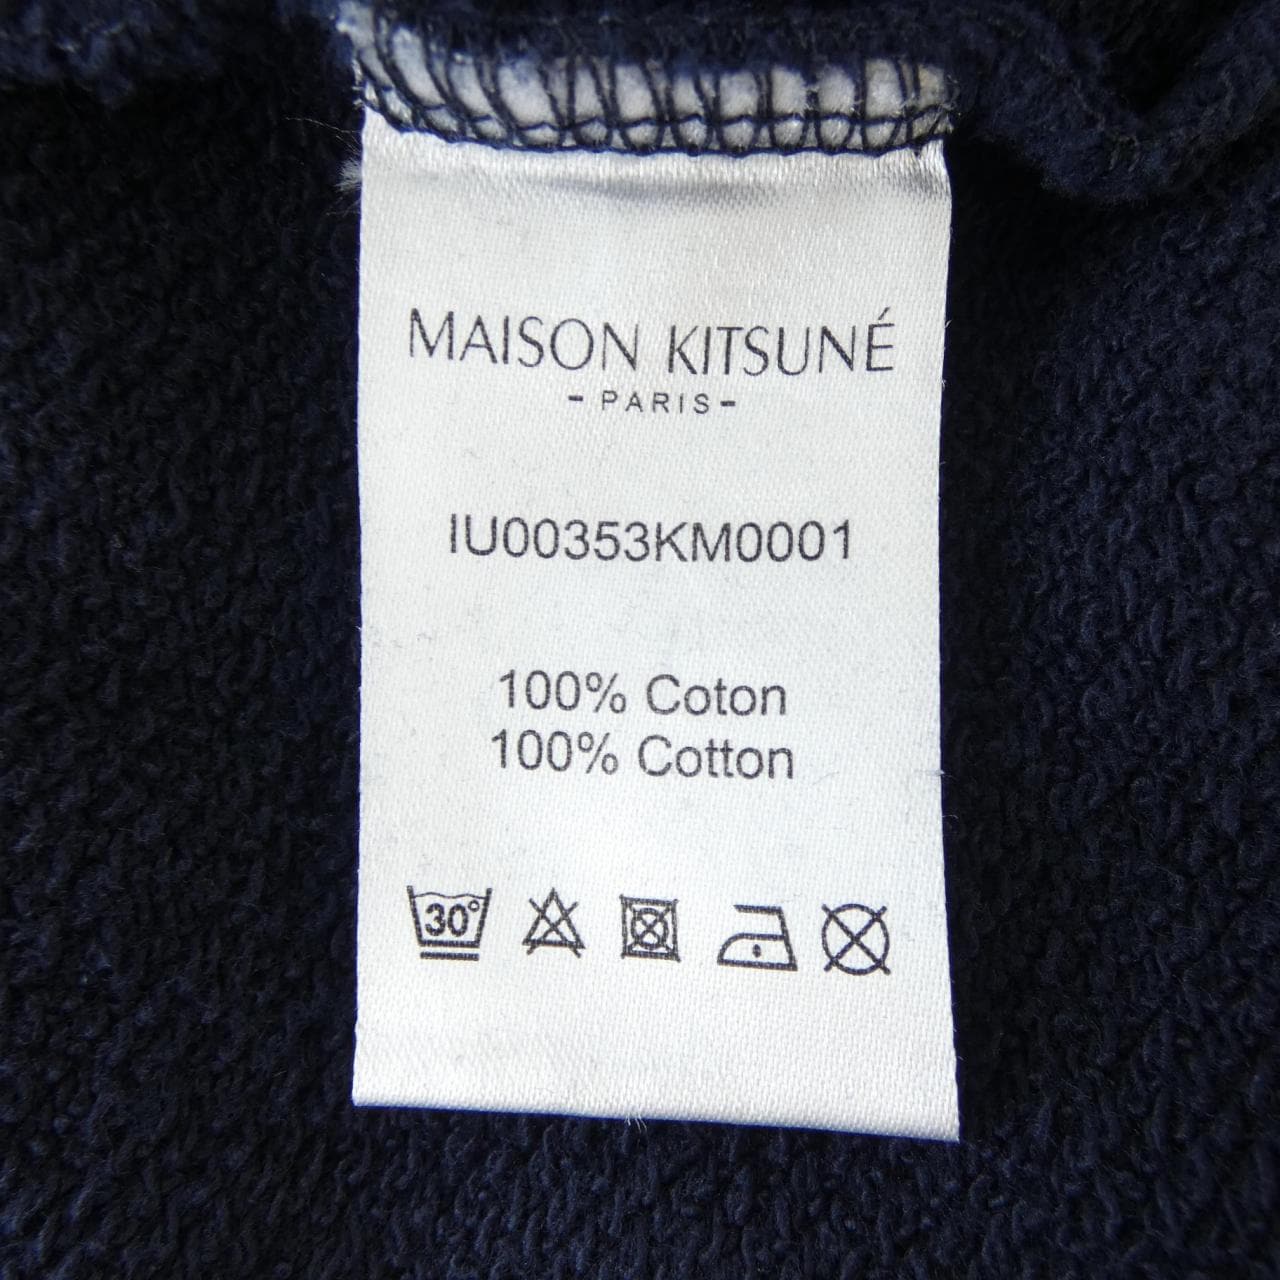 MAISON KITSUNÉ
- PARIS -
IU00353KM0001
100% Coton
100% Cotton
30°